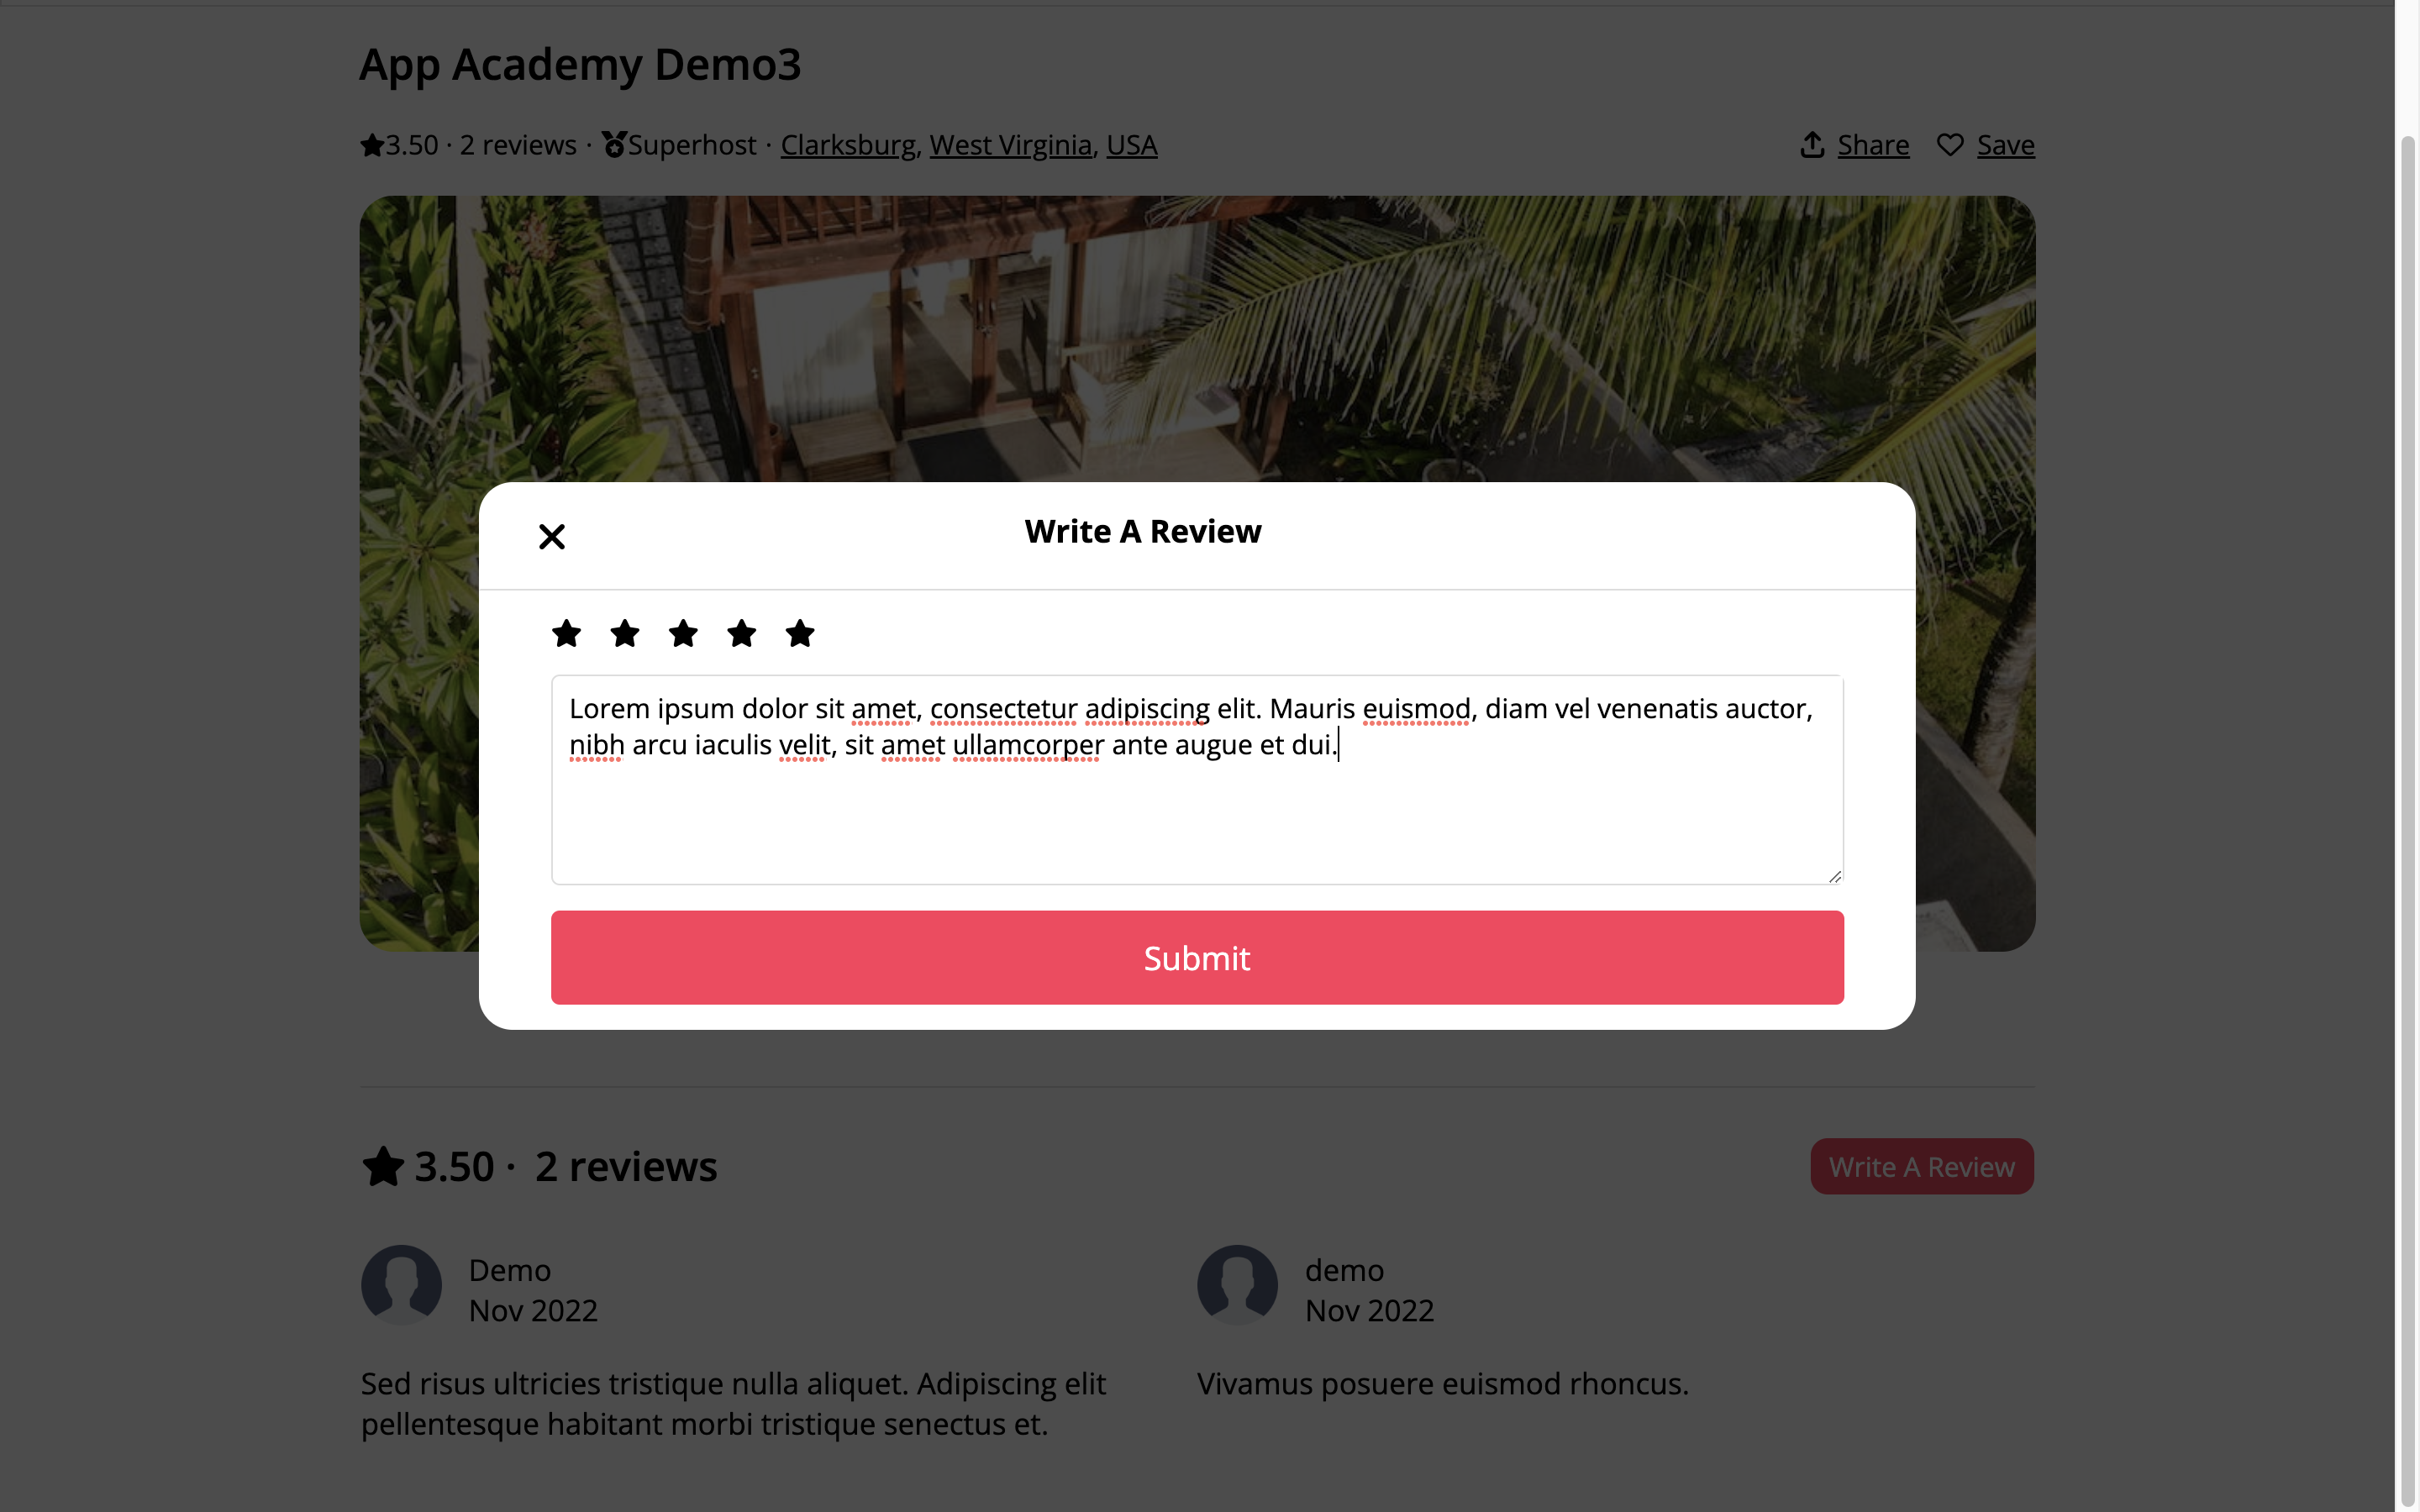 App Academy Demo3
3.50 · 2 reviews · Superhost · Clarksburg, West Virginia, USA
Share Save
Write A Review
Lorem ipsum dolor sit amet, consectetur adipiscing elit. Mauris euismod, diam vel venenatis auctor,
nibh arcu iaculis velit, sit amet ullamcorper ante augue et dui.
Submit
3.50 · 2 reviews
Write A Review
Demo
Nov 2022
Sed risus ultricies tristique nulla aliquet. Adipiscing elit
pellentesque habitant morbi tristique senectus et.
demo
Nov 2022
Vivamus posuere euismod rhoncus.